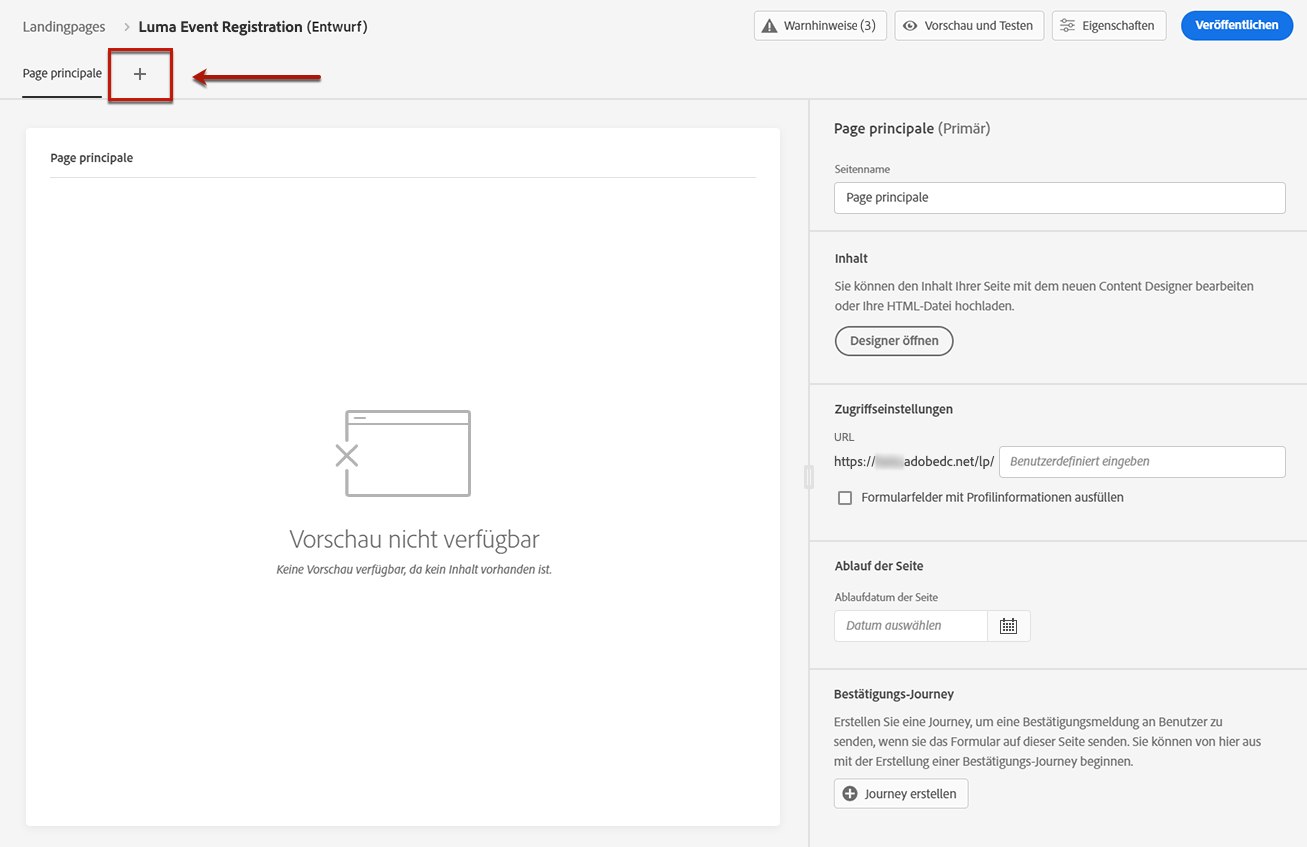 Landingpages > Luma Event Registration (Entwurf)
Warnhinweise (3)
Vorschau und Testen
Eigenschaften
Veröffentlichen
Page principale
+
Page principale
Vorschau nicht verfügbar
Keine Vorschau verfügbar, da kein Inhalt vorhanden ist.
Page principale (Primär)
Seitenname
Page principale
Inhalt
Sie können den Inhalt Ihrer Seite mit dem neuen Content Designer bearbeiten
oder Ihre HTML-Datei hochladen.
Designer öffnen
Zugriffseinstellungen
URL
https:// adobedc.net/lp/ Benutzerdefiniert eingeben
Formularfelder mit Profilinformationen ausfüllen
Ablauf der Seite
Ablaufdatum der Seite
Datum auswählen
Bestätigungs-Journey
Erstellen Sie eine Journey, um eine Bestätigungsmeldung an Benutzer zu
senden, wenn sie das Formular auf dieser Seite senden. Sie können von hier aus
mit der Erstellung einer Bestätigungs-Journey beginnen.
Journey erstellen